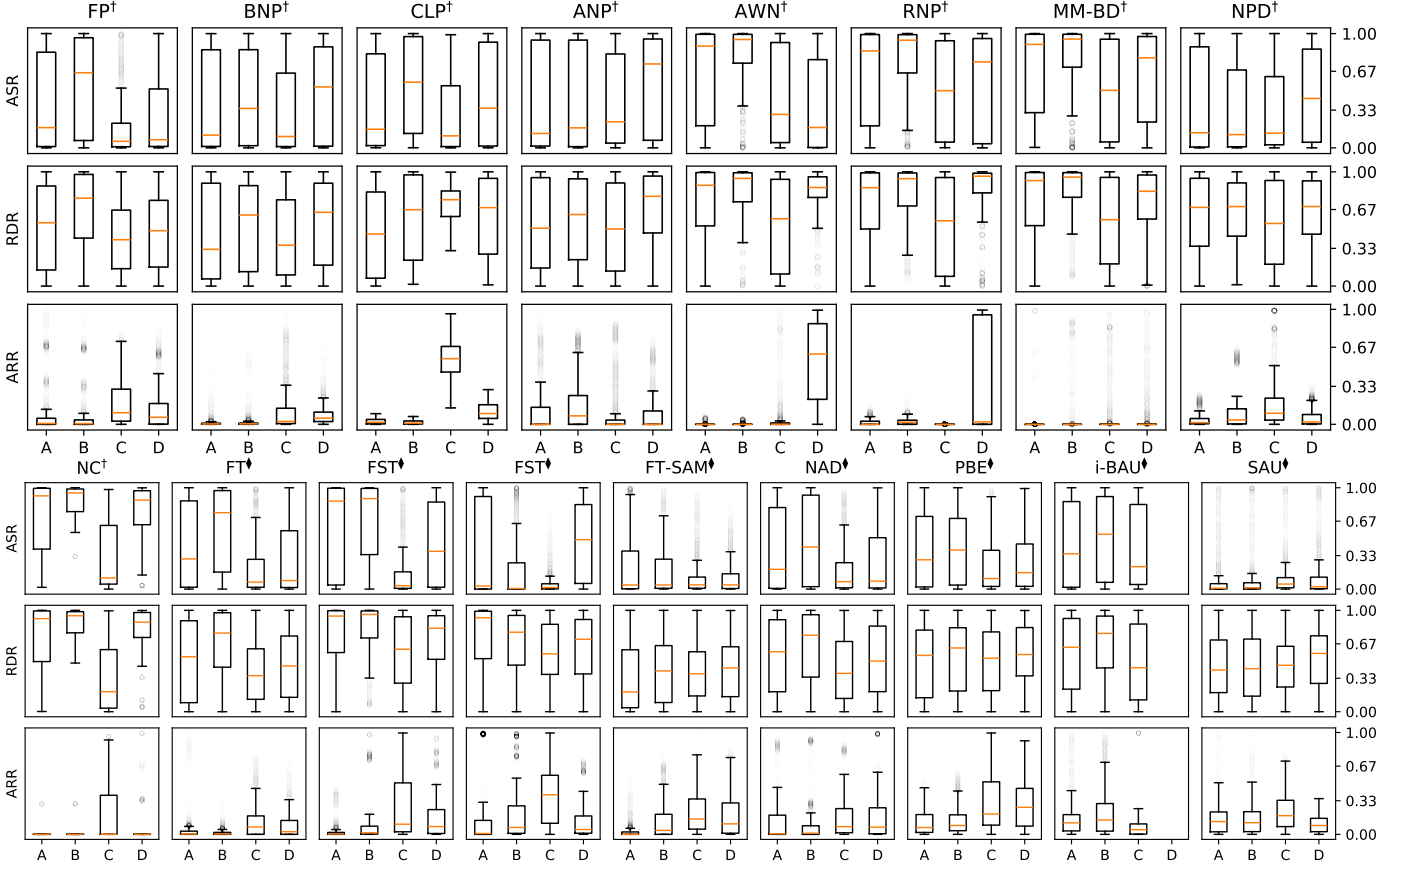 FP† BNP† CLP† ANP† AWN† RNP† MM-BD† NPD†
ASR
1.00
0.67
0.33
0.00
RDR
1.00
0.67
0.33
0.00
ARR
1.00
0.67
0.33
0.00
A B C D A B C D A B C D A B C D A B C D A B C D A B C D A B C D
NC† FT♦ FST♦ FST♦ FT-SAM♦ NAD♦ PBE♦ i-BAU♦ SAU♦
ASR
1.00
0.67
0.33
0.00
RDR
1.00
0.67
0.33
0.00
ARR
1.00
0.67
0.33
0.00
A B C D A B C D A B C D A B C D A B C D A B C D A B C D A B C D A B C D